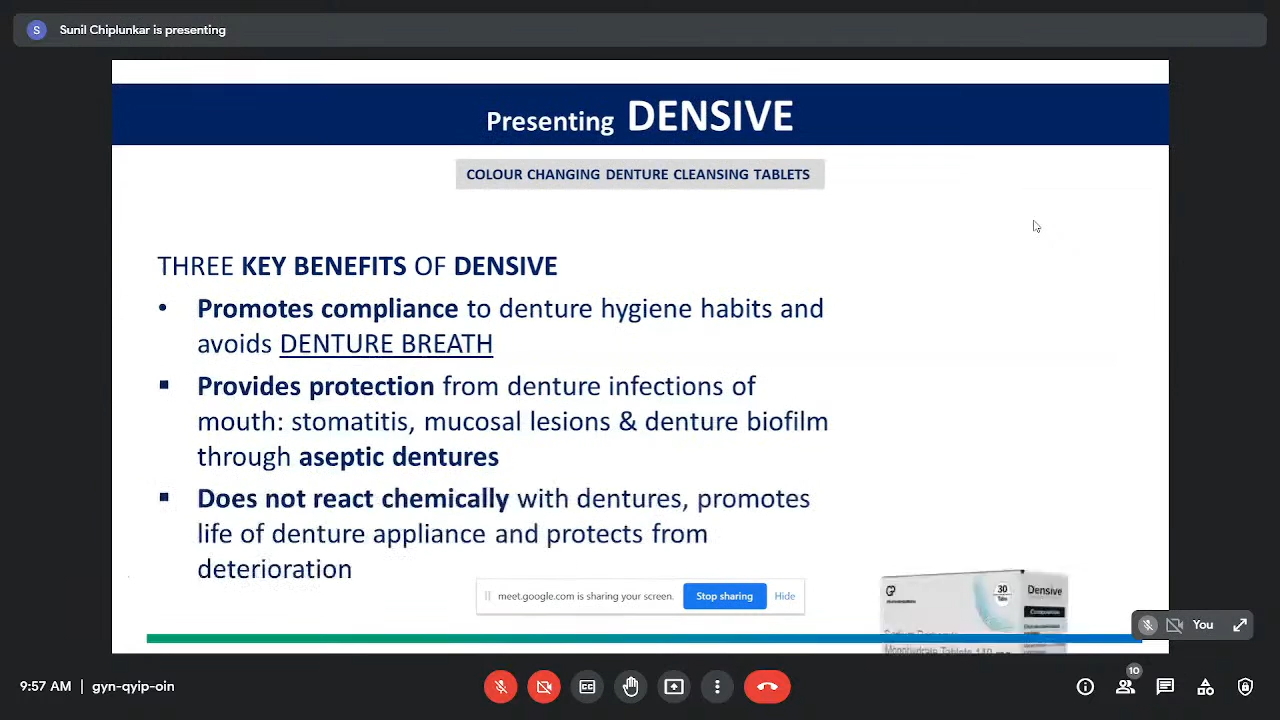 S Sunil Chiplunkar is presenting
Presenting DENSIVE
COLOUR CHANGING DENTURE CLEANSING TABLETS
THREE KEY BENEFITS OF DENSIVE
• Promotes compliance to denture hygiene habits and
avoids DENTURE BREATH
▪ Provides protection from denture infections of
mouth: stomatitis, mucosal lesions & denture biofilm
through aseptic dentures
▪ Does not react chemically with dentures, promotes
life of denture appliance and protects from
deterioration
meet.google.com is sharing your screen. Stop sharing Hide
30
Densive
Composition
You
9:57 AM | gyn-qyip-oin
10